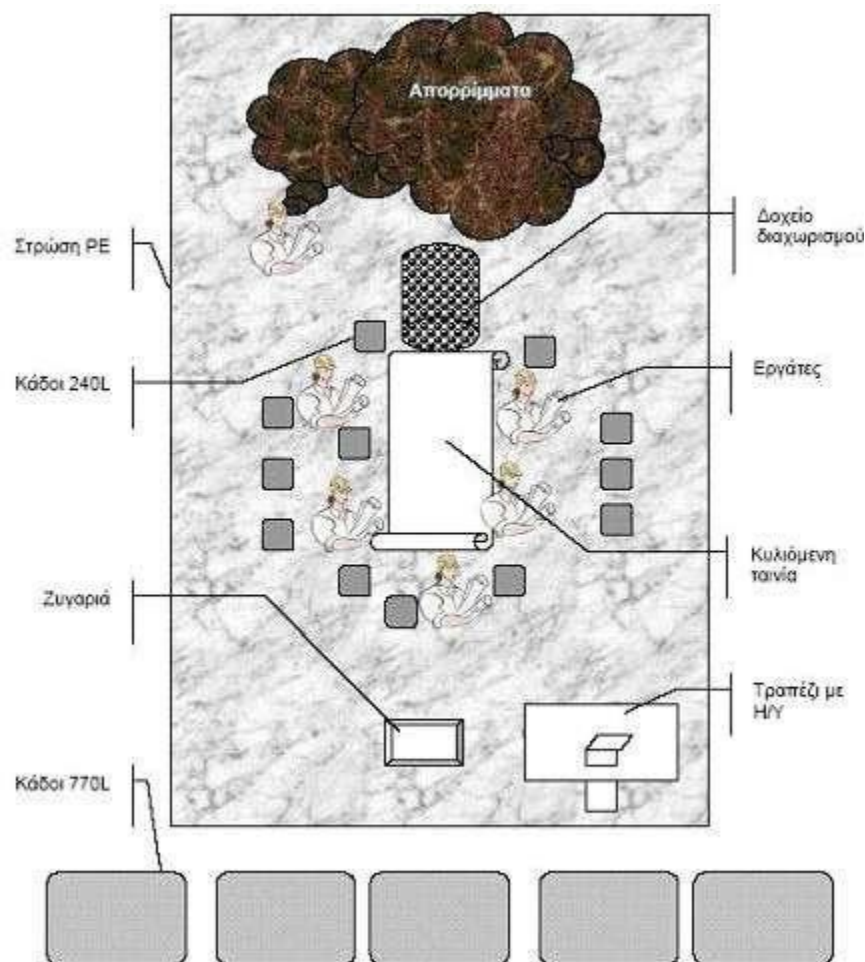 Απορρίμματα
Δοχείο
διαχωρισμού
Στρώση PE
Κάδοι 240L
Εργάτες
Κυλιόμενη
ταινία
Ζυγαριά
Τραπέζι με
Η/Υ
Κάδοι 770L